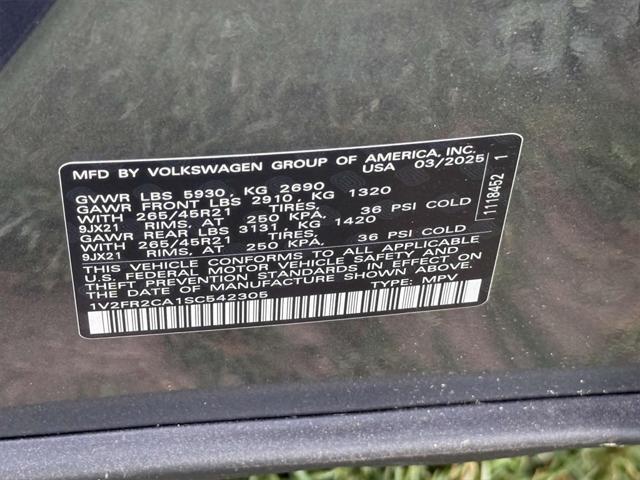 MFD BY VOLKSWAGEN GROUP OF AMERICA, INC.
USA 03/2025
GVWR LBS 5930, KG 2690
GAWR FRONT LBS 2910, KG 1320
WITH 265/45R21 TIRES,
9JX21 RIMS, AT 250 KPA, 36 PSI COLD
GAWR REAR LBS 3131 KG 1420
WITH 265/45R21 TIRES,
9JX21 RIMS, AT 250 KPA, 36 PSI COLD
THIS VEHICLE CONFORMS TO ALL APPLICABLE
U.S. FEDERAL MOTOR VEHICLE SAFETY AND
THEFT PREVENTION STANDARDS IN EFFECT ON
THE DATE OF MANUFACTURE SHOWN ABOVE.
1V2FR2CA1SC542305 TYPE: MPV
1118452 1